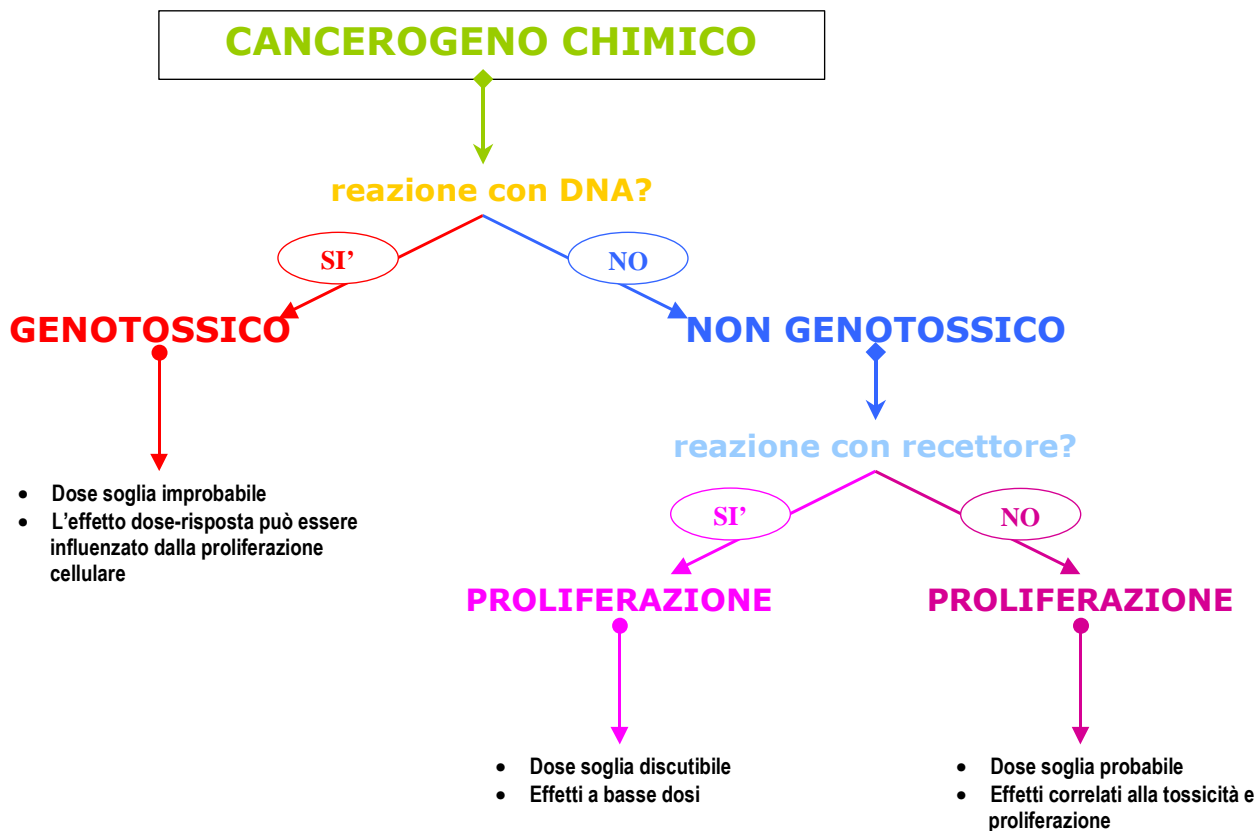 CANCEROGENO CHIMICO
reazione con DNA?
SI’
NO
GENOTOSSICO
NON GENOTOSSICO
reazione con recettore?
• Dose soglia improbabile
• L’effetto dose-risposta può essere
influenzato dalla proliferazione
cellulare
SI’
NO
PROLIFERAZIONE
PROLIFERAZIONE
• Dose soglia discutibile
• Effetti a basse dosi
• Dose soglia probabile
• Effetti correlati alla tossicità e
proliferazione